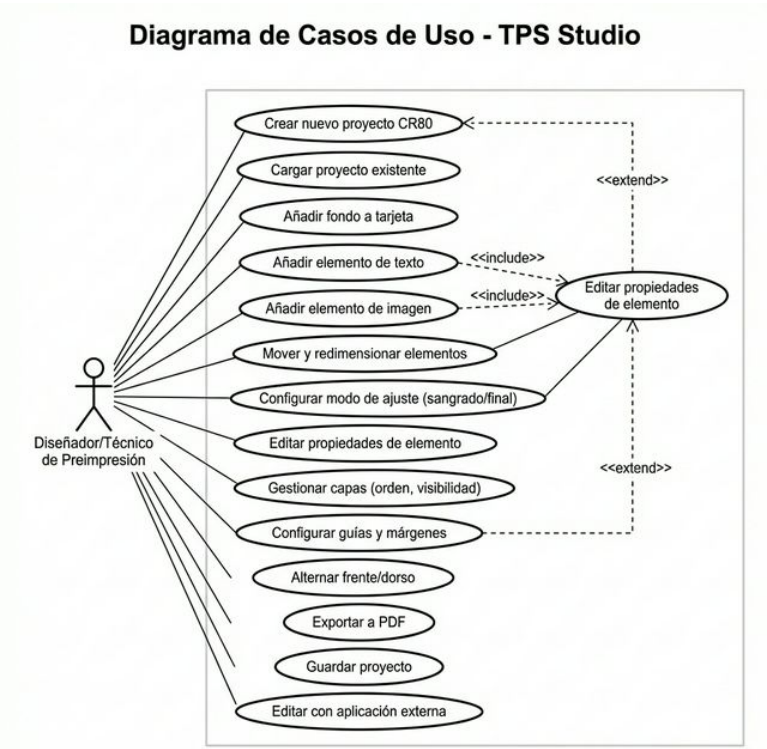 Diagrama de Casos de Uso - TPS Studio
Crear nuevo proyecto CR80
<<extend>>
Cargar proyecto existente
Añadir fondo a tarjeta
Añadir elemento de texto
<<include>>
Editar propiedades
de elemento
Añadir elemento de imagen
<<include>>
Mover y redimensionar elementos
Configurar modo de ajuste (sangrado/final)
Diseñador/Técnico
de Preimpresión
Editar propiedades de elemento
<<extend>>
Gestionar capas (orden, visibilidad)
Configurar guías y márgenes
Alternar frente/dorso
Exportar a PDF
Guardar proyecto
Editar con aplicación externa